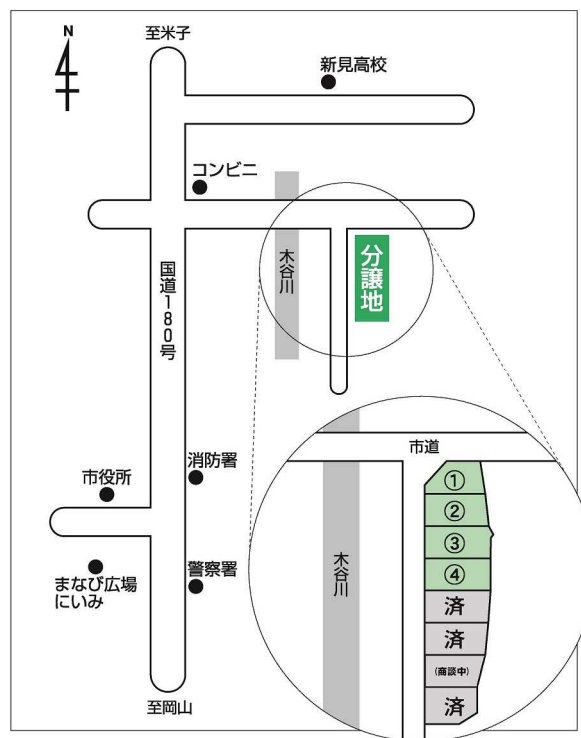 N
至米子
新見高校
コンビニ
木谷川
分譲地
国道180号
市道
消防署
市役所
①
②
③
④
木谷川
警察署
まなび広場
にいみ
済
済
(商談中)
済
至岡山